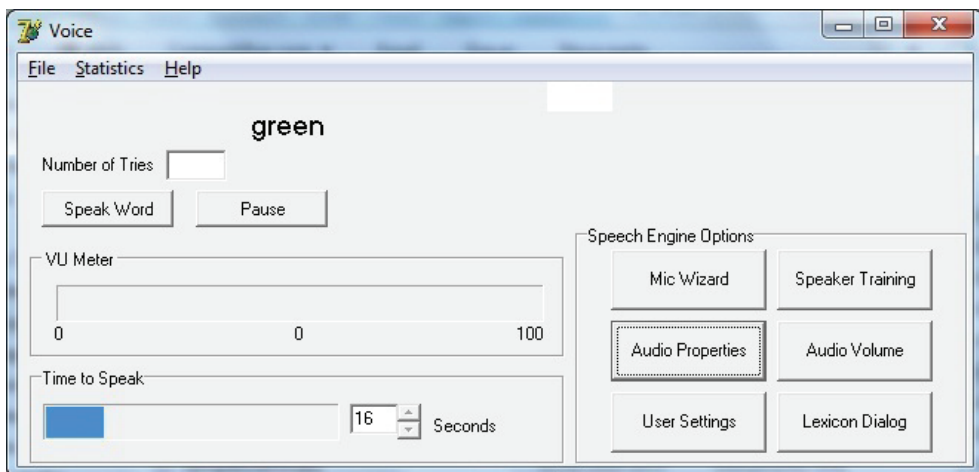 Voice
File Statistics Help
green
Number of Tries
Speak Word Pause
VU Meter
0 0 100
Time to Speak
16 Seconds
Speech Engine Options
Mic Wizard Speaker Training
Audio Properties Audio Volume
User Settings Lexicon Dialog